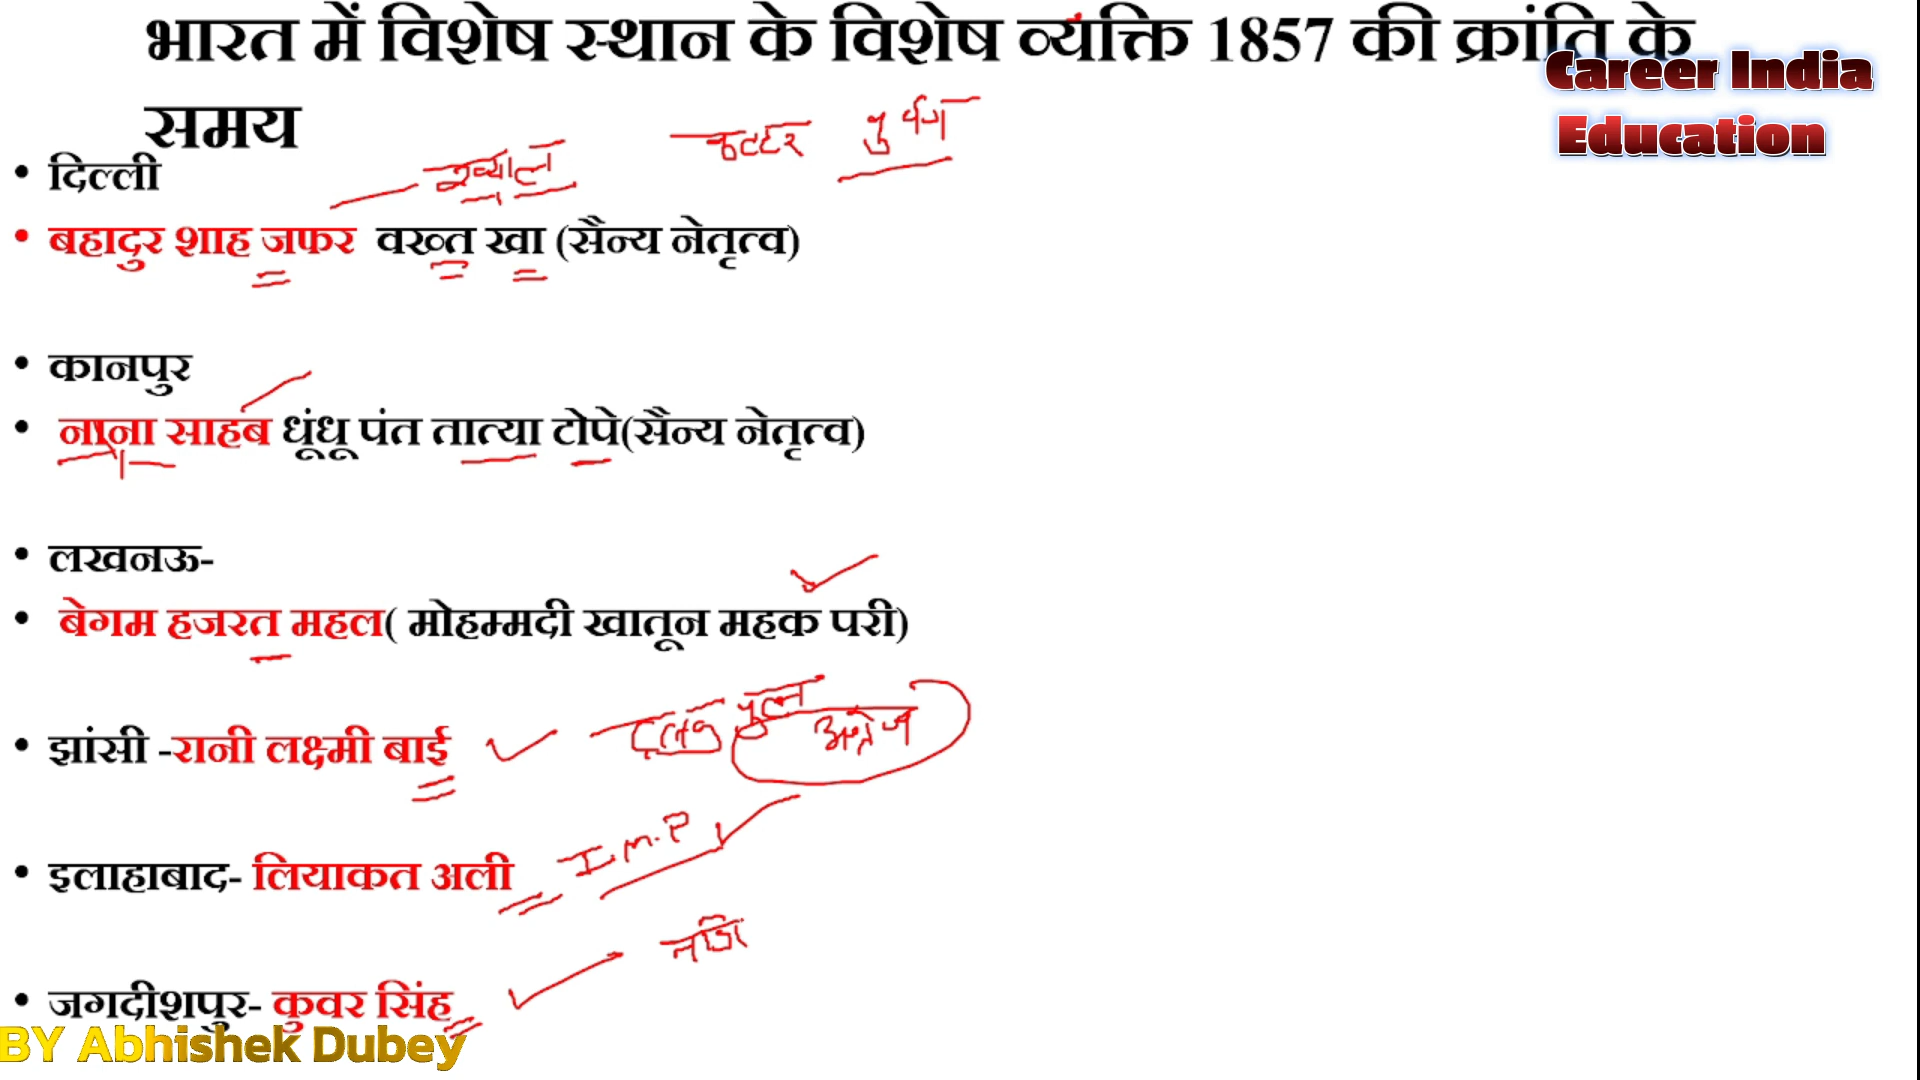 भारत में विशेष स्थान के विशेष व्यक्ति 1857 की क्रांति के
समय
Career India
Education
• दिल्ली
• बहादुर शाह जफर वख्त खा (सैन्य नेतृत्व)
• कानपुर
• नाना साहब धूंधू पंत तात्या टोपे(सैन्य नेतृत्व)
• लखनऊ-
• बेगम हजरत महल( मोहम्मदी खातून महक परी)
• झांसी -रानी लक्ष्मी बाई
अंग्रेज
• इलाहाबाद- लियाकत अली
I.M.P
• जगदीशपुर- कुवर सिंह
BY Abhishek Dubey